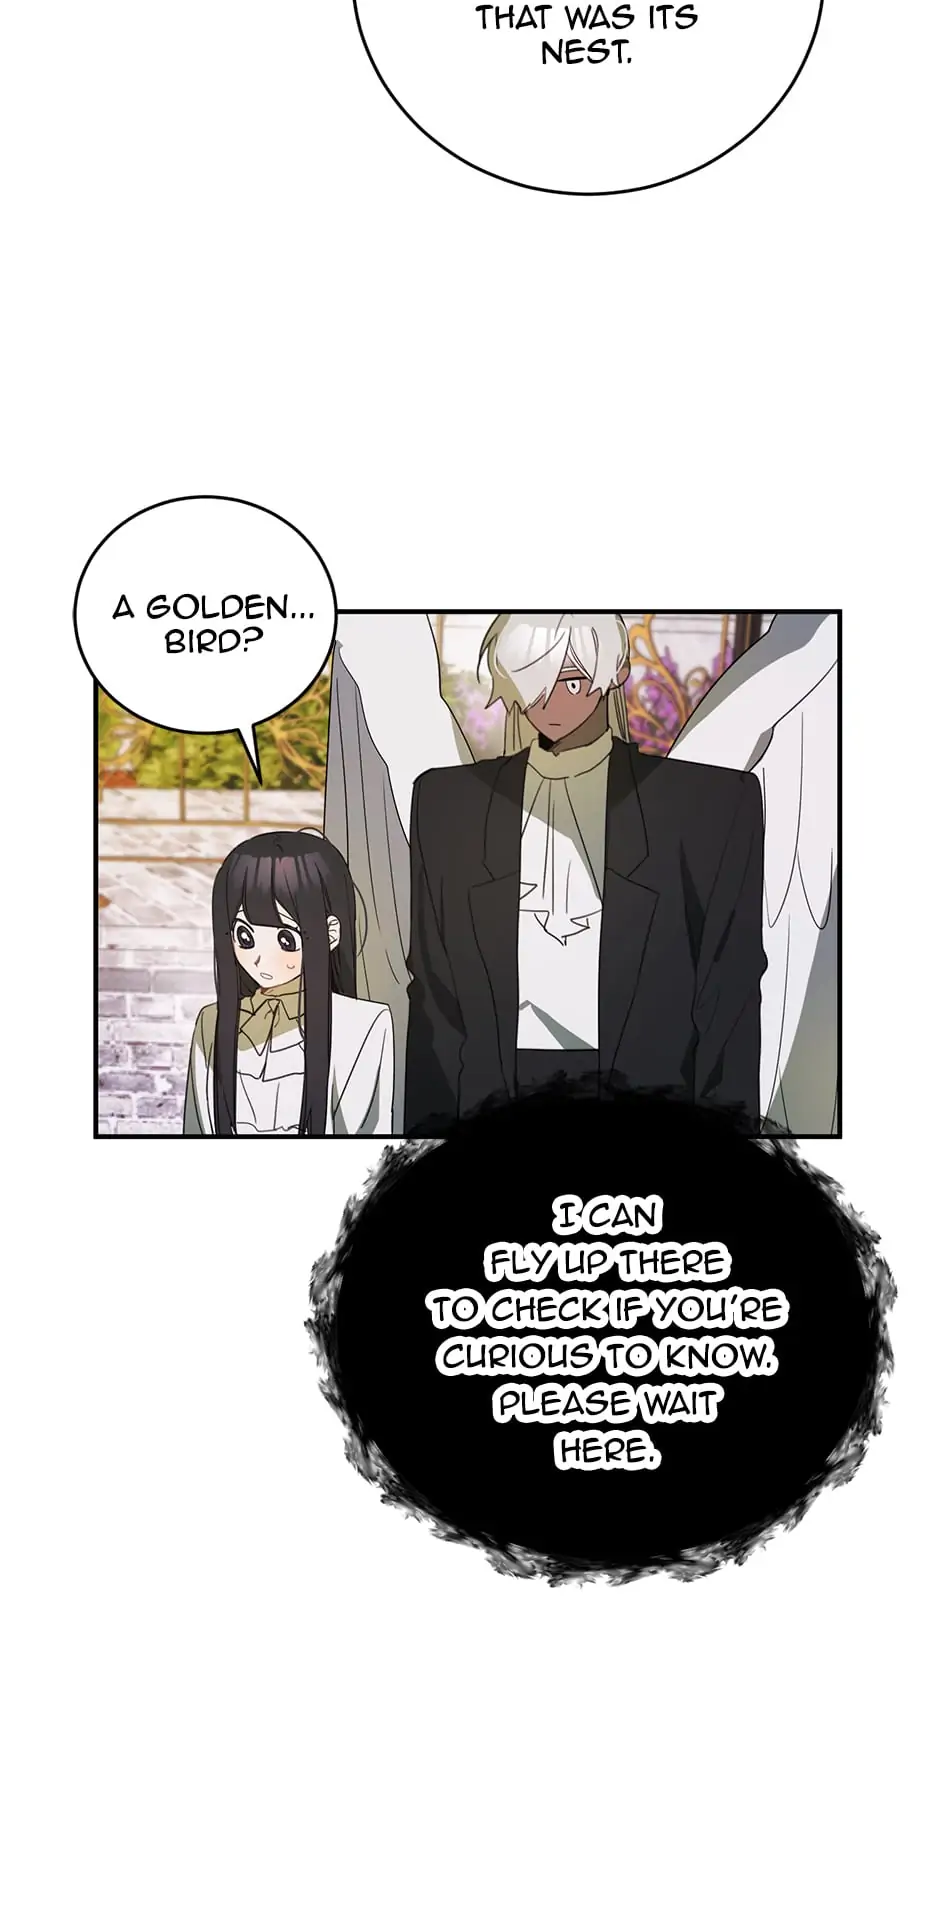 THAT WAS ITS
NEST.
A GOLDEN...
BIRD?
I CAN
FLY UP THERE
TO CHECK IF YOU'RE
CURIOUS TO KNOW.
PLEASE WAIT
HERE.